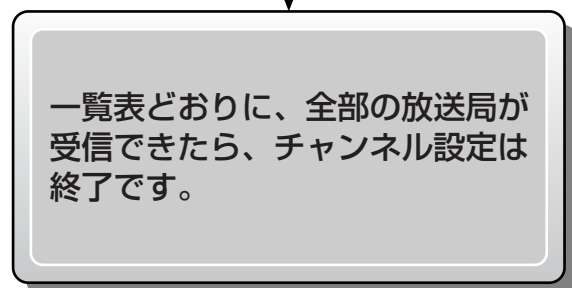 一覧表どおりに、全部の放送局が
受信できたら、チャンネル設定は
終了です。